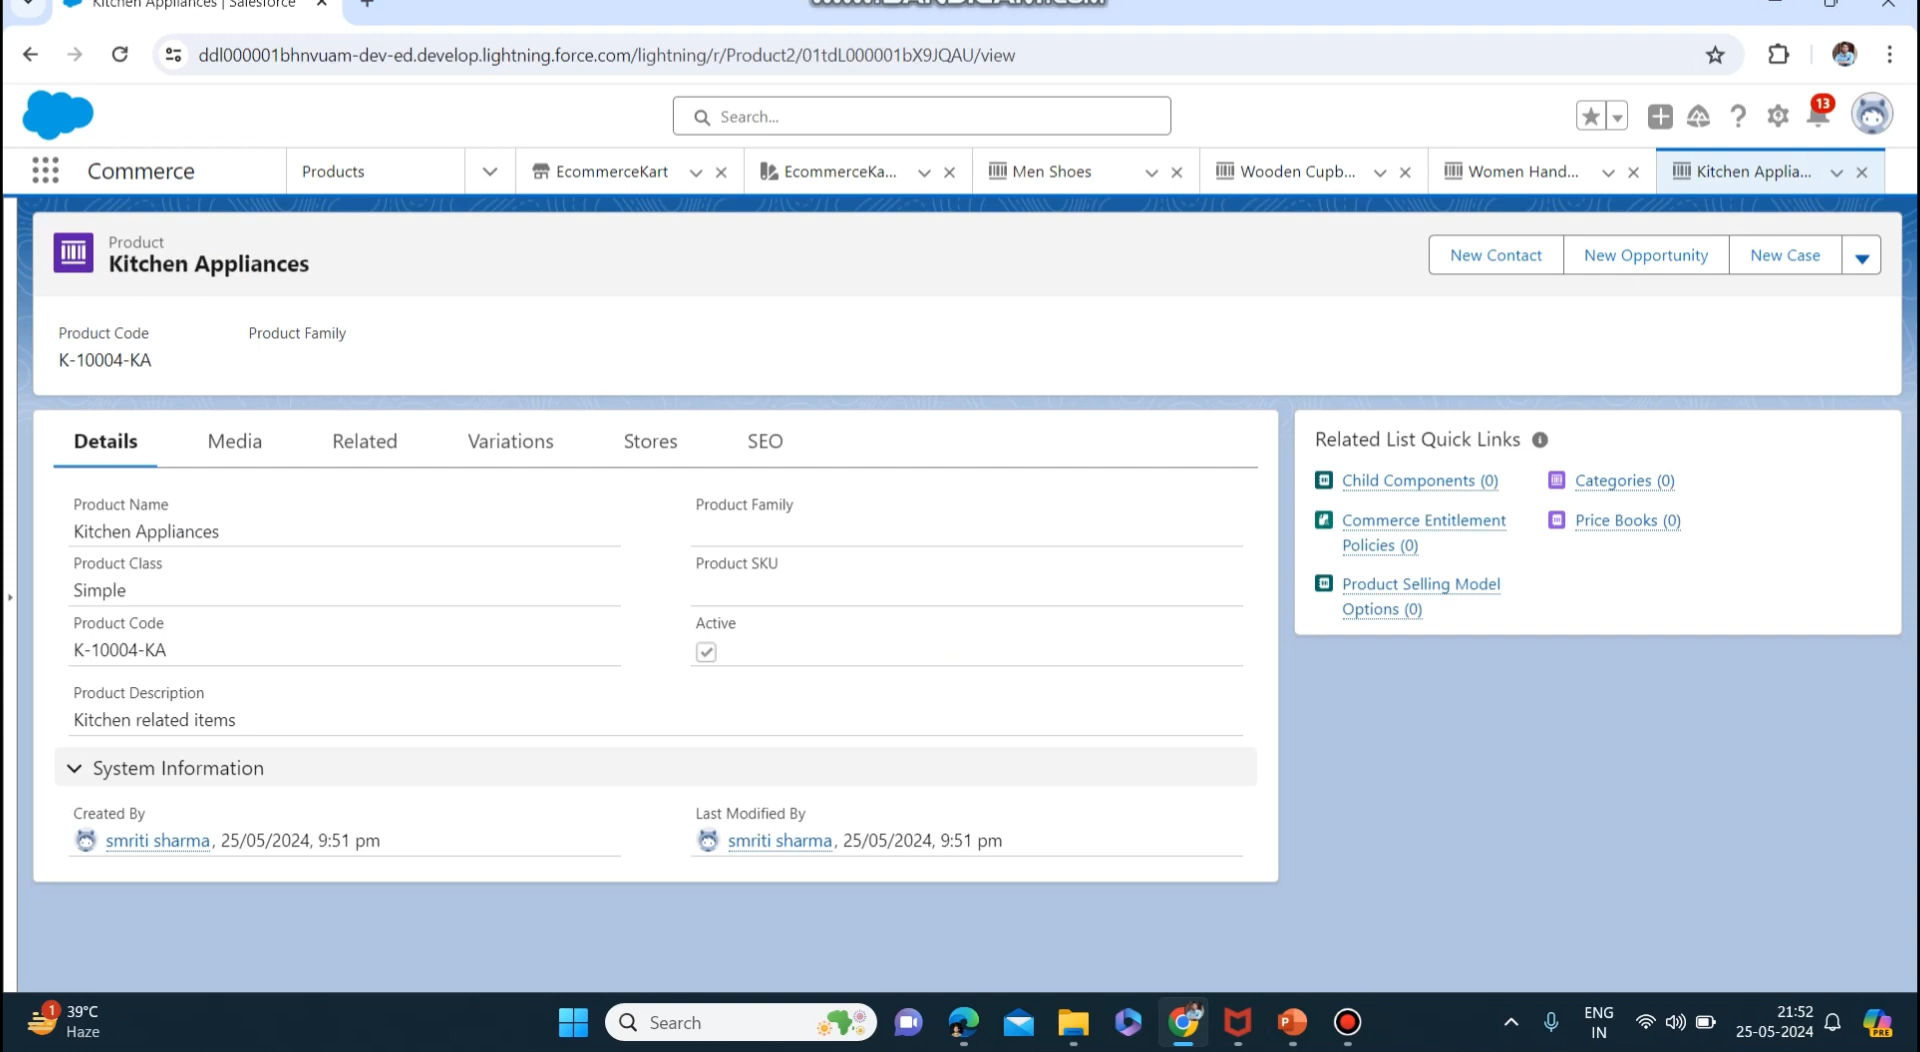 Kitchen Appliances | Salesforce
www.BANDICAM.com
ddl000001bhnvuam-dev-ed.develop.lightning.force.com/lightning/r/Product2/01tdL000001bX9JQAU/view
Search...
13
Commerce
Products
EcommerceKart
EcommerceKa...
Men Shoes
Wooden Cupb...
Women Hand...
Kitchen Applia...
Product
Kitchen Appliances
New Contact
New Opportunity
New Case
Product Code
Product Family
K-10004-KA
Details
Media
Related
Variations
Stores
SEO
Product Name
Kitchen Appliances
Product Family
Product Class
Simple
Product SKU
Product Code
K-10004-KA
Active
Product Description
Kitchen related items
System Information
Created By
smriti sharma, 25/05/2024, 9:51 pm
Last Modified By
smriti sharma, 25/05/2024, 9:51 pm
Related List Quick Links
Child Components (0)
Categories (0)
Commerce Entitlement
Policies (0)
Price Books (0)
Product Selling Model
Options (0)
1
39°C
Haze
Search
ENG
IN
21:52
25-05-2024
PRE